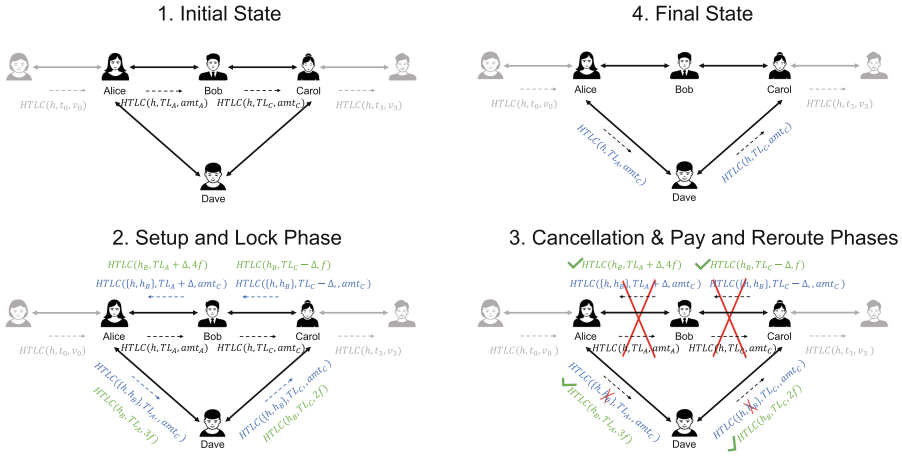 1. Initial State
Alice
Bob
Carol
HTLC(h, t₀, v₀)
HTLC(h, TL_A, amt_A)
HTLC(h, TL_C, amt_C)
HTLC(h, t₃, v₃)
Dave
4. Final State
Alice
Bob
Carol
HTLC(h, t₀, v₀)
HTLC(h, t₃, v₃)
HTLC(h, TL_A, amt_C)
HTLC(h, TL_C, amt_C)
Dave
2. Setup and Lock Phase
HTLC(h_B, TL_A + Δ, 4f)
HTLC(h_B, TL_C − Δ, f)
HTLC({h, h_B}, TL_A + Δ, amt_C)
HTLC({h, h_B}, TL_C − Δ, , amt_C)
Alice
Bob
Carol
HTLC(h, t₀, v₀)
HTLC(h, TL_A, amt_A)
HTLC(h, TL_C, amt_C)
HTLC(h, t₃, v₃)
HTLC({h, h_B}, TL_A, , amt_C)
HTLC({h, h_B}, TL_C, , amt_C)
HTLC(h_B, TL_A, 3f)
HTLC(h_B, TL_C, 2f)
Dave
3. Cancellation & Pay and Reroute Phases
HTLC(h_B, TL_A + Δ, 4f)
HTLC(h_B, TL_C − Δ, f)
HTLC({h, h_B}, TL_A + Δ, amt_C)
HTLC({h, h_B}, TL_C − Δ, , amt_C)
Alice
Bob
Carol
HTLC(h, t₀, v₀)
HTLC(h, TL_A, amt_A)
HTLC(h, TL_C, amt_C)
HTLC(h, t₃, v₃)
HTLC({h, h_B}, TL_A, , amt_C)
HTLC({h, h_B}, TL_C, , amt_C)
HTLC(h_B, TL_A, 3f)
HTLC(h_B, TL_C, 2f)
Dave